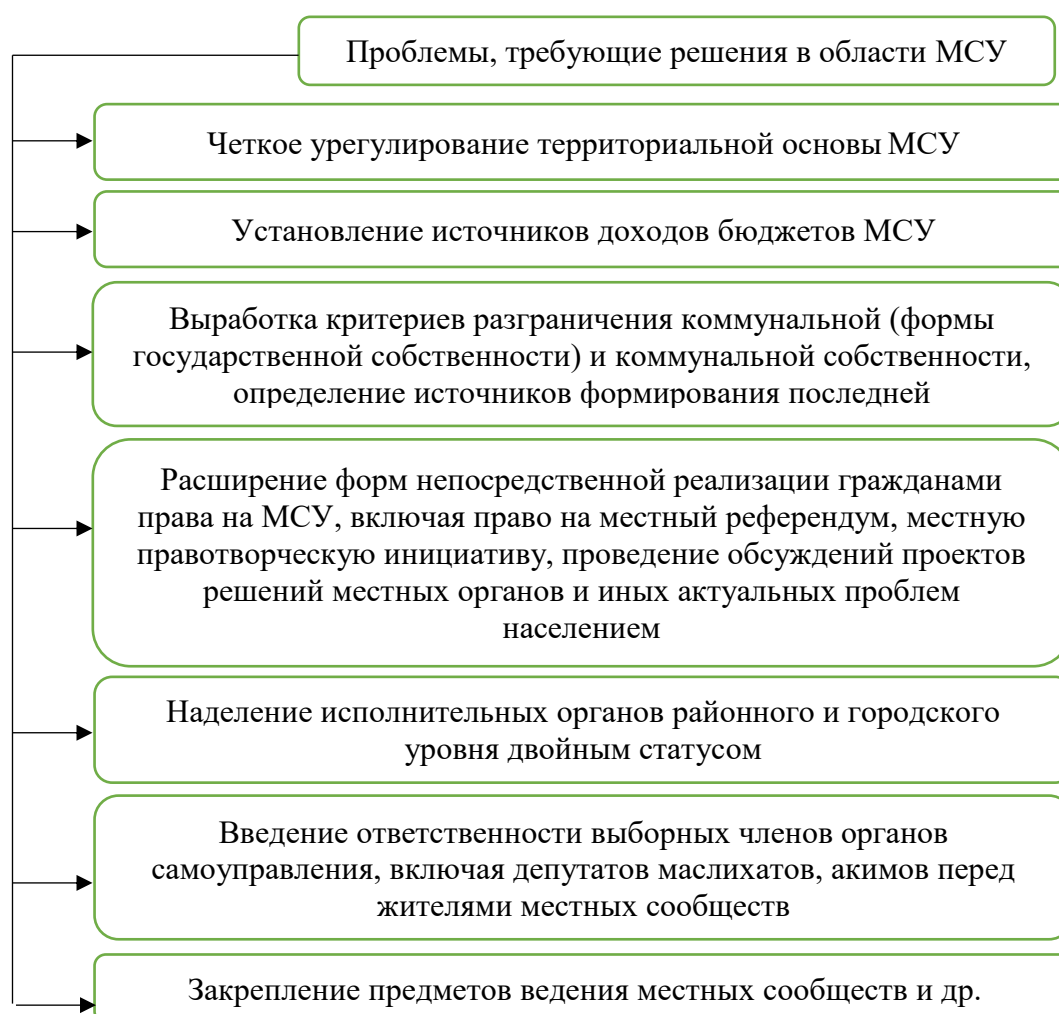 Проблемы, требующие решения в области МСУ
Четкое урегулирование территориальной основы МСУ
Установление источников доходов бюджетов МСУ
Выработка критериев разграничения коммунальной (формы
государственной собственности) и коммунальной собственности,
определение источников формирования последней
Расширение форм непосредственной реализации гражданами
права на МСУ, включая право на местный референдум, местную
правотворческую инициативу, проведение обсуждений проектов
решений местных органов и иных актуальных проблем
населением
Наделение исполнительных органов районного и городского
уровня двойным статусом
Введение ответственности выборных членов органов
самоуправления, включая депутатов маслихатов, акимов перед
жителями местных сообществ
Закрепление предметов ведения местных сообществ и др.